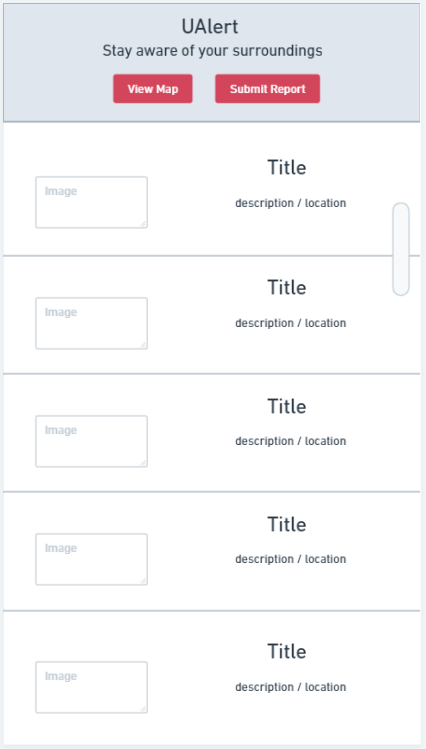 UAlert
Stay aware of your surroundings
View Map Submit Report
Title
Image
description / location
Title
Image
description / location
Title
Image
description / location
Title
Image
description / location
Title
Image
description / location